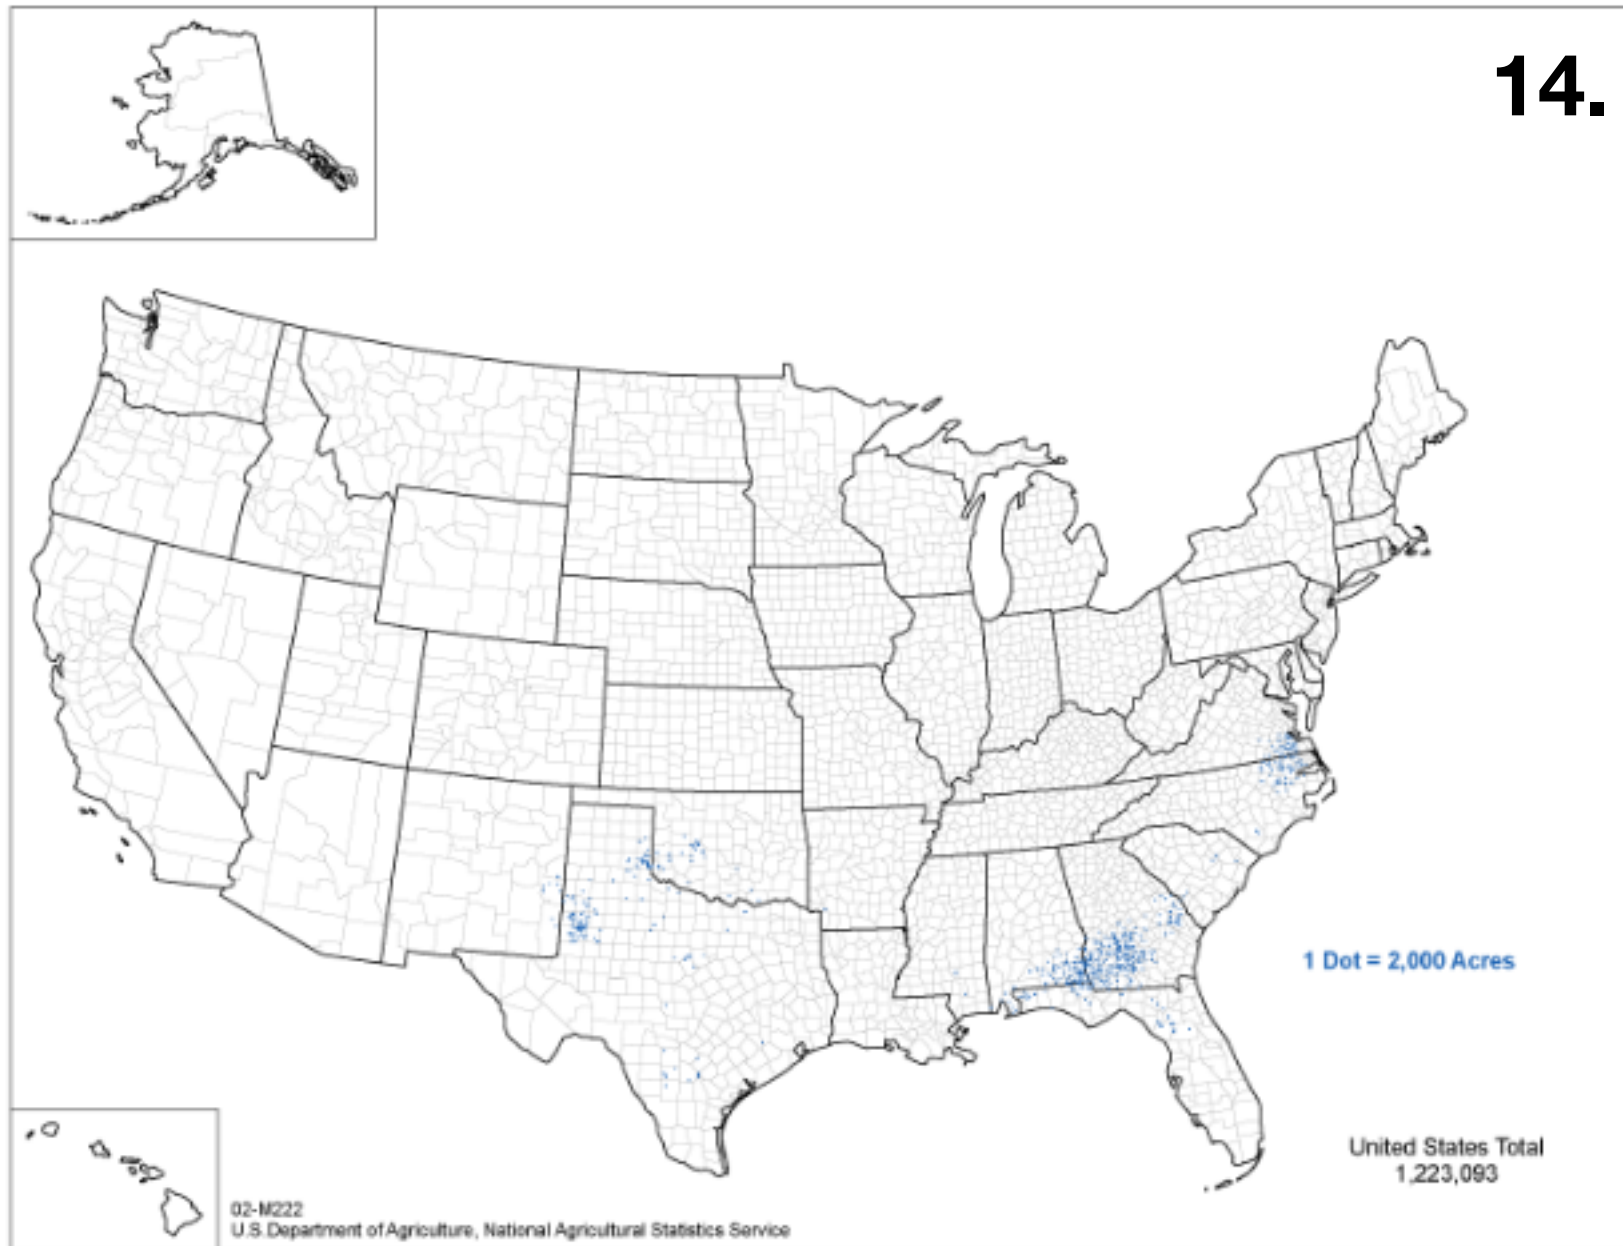 14.
1 Dot = 2,000 Acres
United States Total
1,223,093
02-M222
U.S.Department of Agriculture, National Agricultural Statistics Service